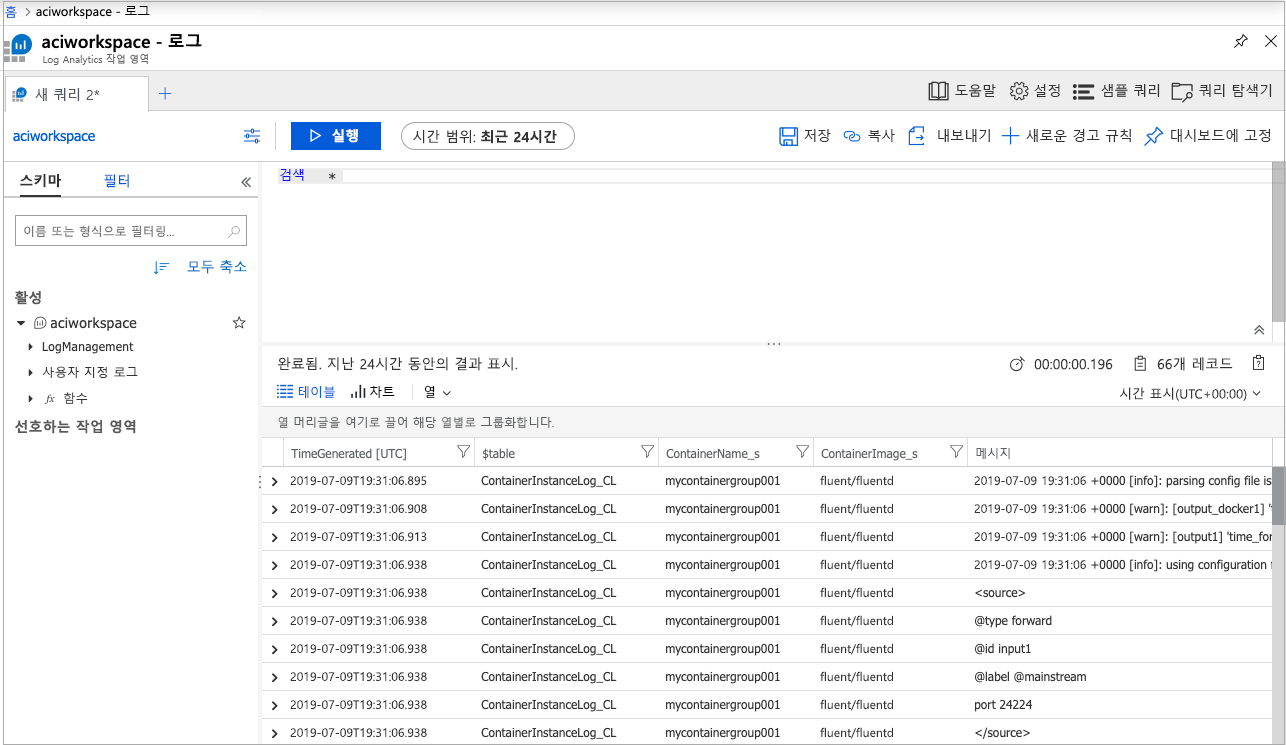 홈 > aciworkspace - 로그
aciworkspace - 로그
Log Analytics 작업 영역
새 쿼리 2*
도움말 설정 샘플 쿼리 쿼리 탐색기
aciworkspace 실행 시간 범위: 최근 24시간 저장 복사 내보내기 새로운 경고 규칙 대시보드에 고정
스키마 필터
검색 *
이름 또는 형식으로 필터링...
모두 축소
활성
aciworkspace
LogManagement
사용자 지정 로그
fx 함수
선호하는 작업 영역
완료됨. 지난 24시간 동안의 결과 표시. 00:00:00.196 66개 레코드
테이블 차트 열 시간 표시(UTC+00:00)
열 머리글을 여기로 끌어 해당 열별로 그룹화합니다.
TimeGenerated [UTC] $table ContainerName_s ContainerImage_s 메시지
2019-07-09T19:31:06.895 ContainerInstanceLog_CL mycontainergroup001 fluent/fluentd 2019-07-09 19:31:06 +0000 [info]: parsing config file is
2019-07-09T19:31:06.908 ContainerInstanceLog_CL mycontainergroup001 fluent/fluentd 2019-07-09 19:31:06 +0000 [warn]: [output_docker1] '
2019-07-09T19:31:06.913 ContainerInstanceLog_CL mycontainergroup001 fluent/fluentd 2019-07-09 19:31:06 +0000 [warn]: [output1] 'time_for
2019-07-09T19:31:06.938 ContainerInstanceLog_CL mycontainergroup001 fluent/fluentd 2019-07-09 19:31:06 +0000 [info]: using configuration
2019-07-09T19:31:06.938 ContainerInstanceLog_CL mycontainergroup001 fluent/fluentd <source>
2019-07-09T19:31:06.938 ContainerInstanceLog_CL mycontainergroup001 fluent/fluentd @type forward
2019-07-09T19:31:06.938 ContainerInstanceLog_CL mycontainergroup001 fluent/fluentd @id input1
2019-07-09T19:31:06.938 ContainerInstanceLog_CL mycontainergroup001 fluent/fluentd @label @mainstream
2019-07-09T19:31:06.938 ContainerInstanceLog_CL mycontainergroup001 fluent/fluentd port 24224
2019-07-09T19:31:06.938 ContainerInstanceLog_CL mycontainergroup001 fluent/fluentd </source>